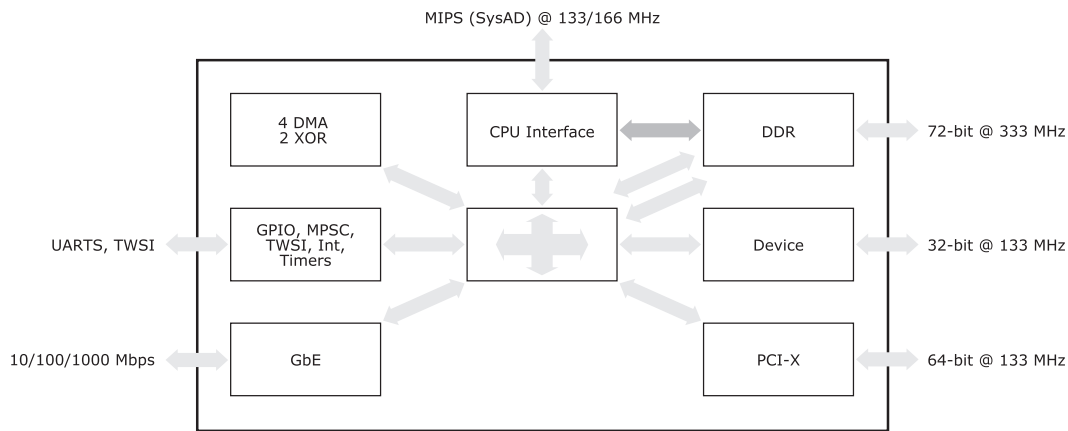 MIPS (SysAD) @ 133/166 MHz
4 DMA
2 XOR
CPU Interface
DDR
72-bit @ 333 MHz
UARTS, TWSI
GPIO, MPSC,
TWSI, Int,
Timers
Device
32-bit @ 133 MHz
10/100/1000 Mbps
GbE
PCI-X
64-bit @ 133 MHz